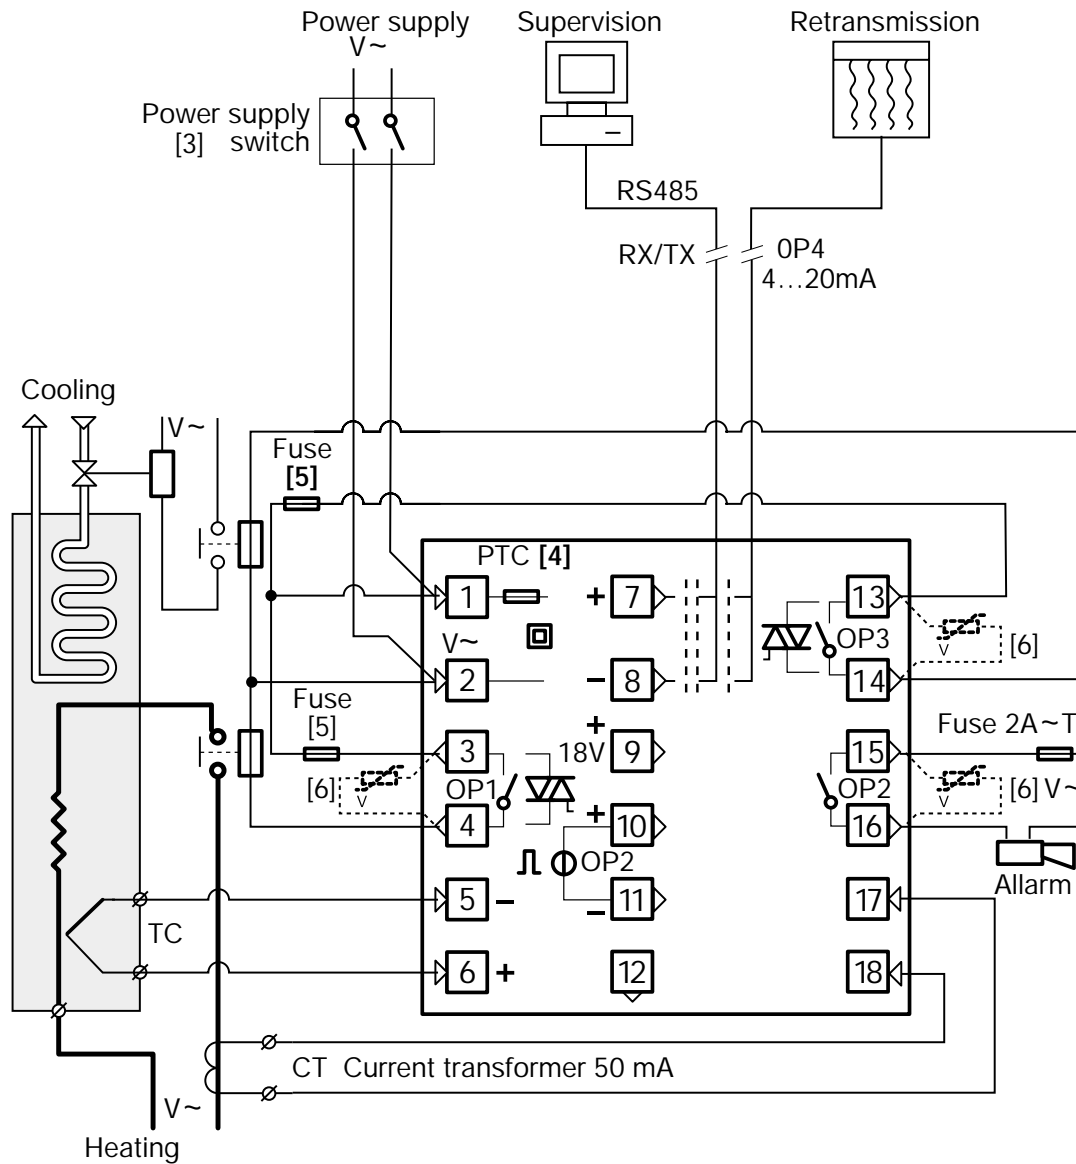 Power supply
V~
Supervision
Retransmission
Power supply
[3] switch
RS485
RX/TX
0P4
4...20mA
Cooling
V~
Fuse
[5]
PTC [4]
1
+ 7
13
V~
OP3
[6]
V
2
- 8
14
Fuse
[5]
+
18V
Fuse 2A~T
3
9
15
[6]
V
OP1
OP2
[6] V~
V
4
+ 10
16
OP2
Allarm
5 -
- 11
17
TC
6 +
12
18
CT Current transformer 50 mA
V~
Heating